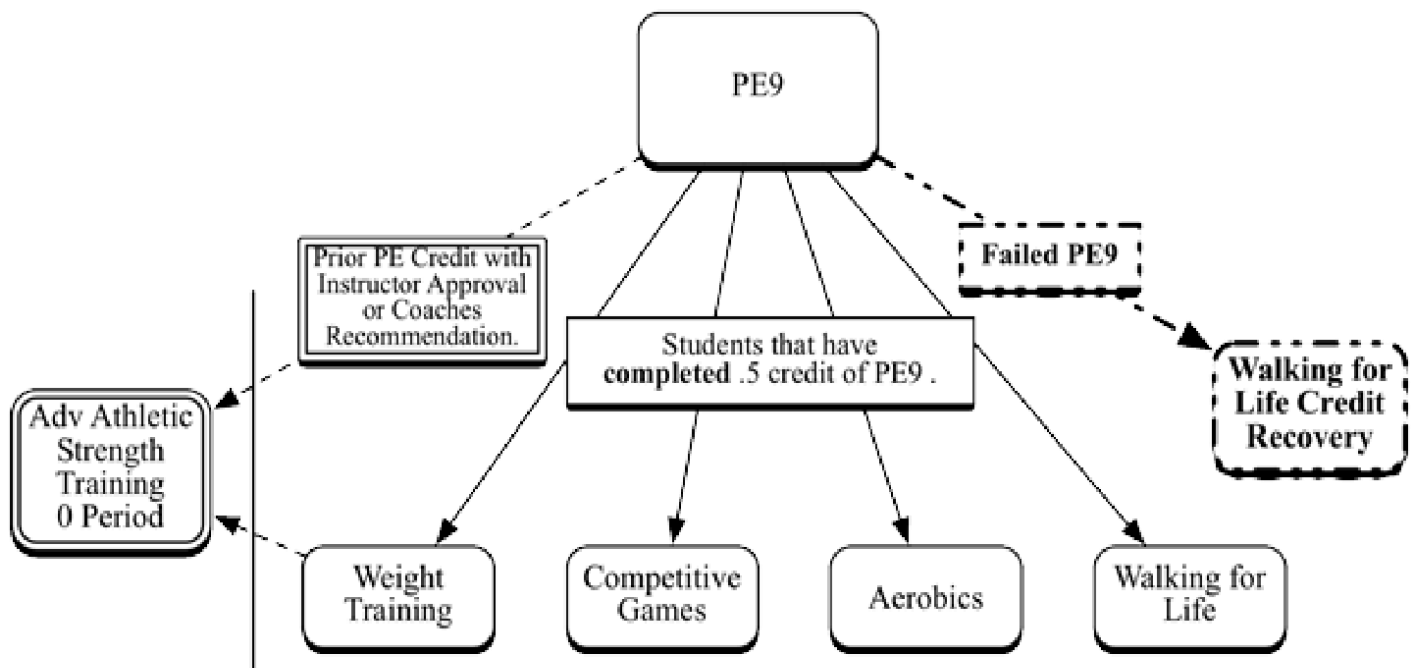 PE9
Prior PE Credit with
Instructor Approval
or Coaches
Recommendation.
Failed PE9
Students that have
completed .5 credit of PE9 .
Walking for
Life Credit
Recovery
Adv Athletic
Strength
Training
0 Period
Weight
Training
Competitive
Games
Aerobics
Walking for
Life